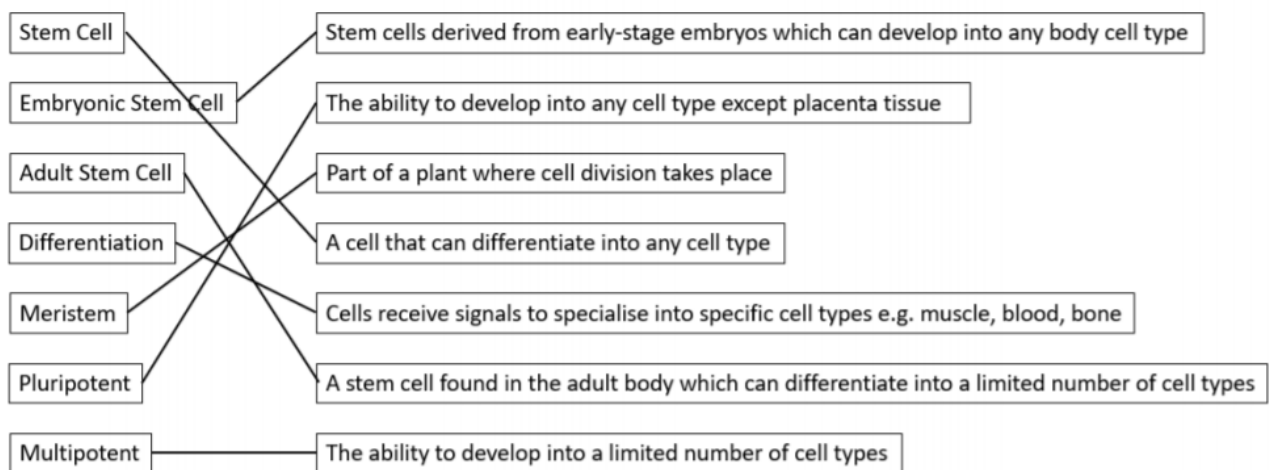 Stem Cell
Stem cells derived from early-stage embryos which can develop into any body cell type
Embryonic Stem Cell
The ability to develop into any cell type except placenta tissue
Adult Stem Cell
Part of a plant where cell division takes place
Differentiation
A cell that can differentiate into any cell type
Meristem
Cells receive signals to specialise into specific cell types e.g. muscle, blood, bone
Pluripotent
A stem cell found in the adult body which can differentiate into a limited number of cell types
Multipotent
The ability to develop into a limited number of cell types